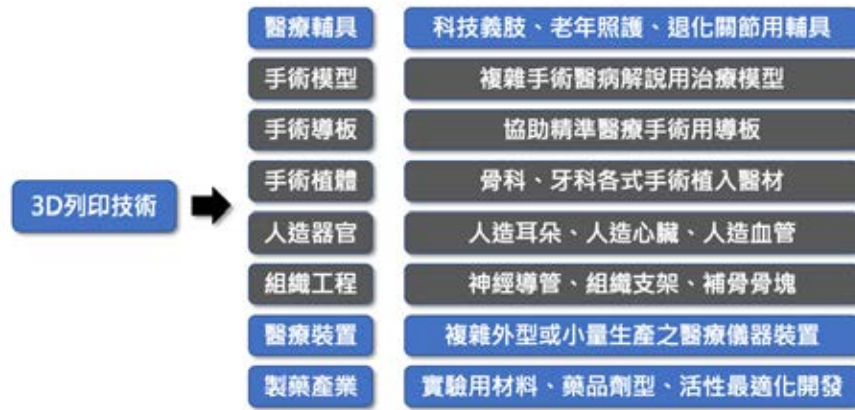 醫療輔具 科技義肢、老年照護、退化關節用輔具
手術模型 複雜手術醫病解說用治療模型
手術導板 協助精準醫療手術用導板
手術植體 骨科、牙科各式手術植入醫材
3D列印技術
人造器官 人造耳朵、人造心臟、人造血管
組織工程 神經導管、組織支架、補骨骨塊
醫療裝置 複雜外型或小量生產之醫療儀器裝置
製藥產業 實驗用材料、藥品劑型、活性最適化開發